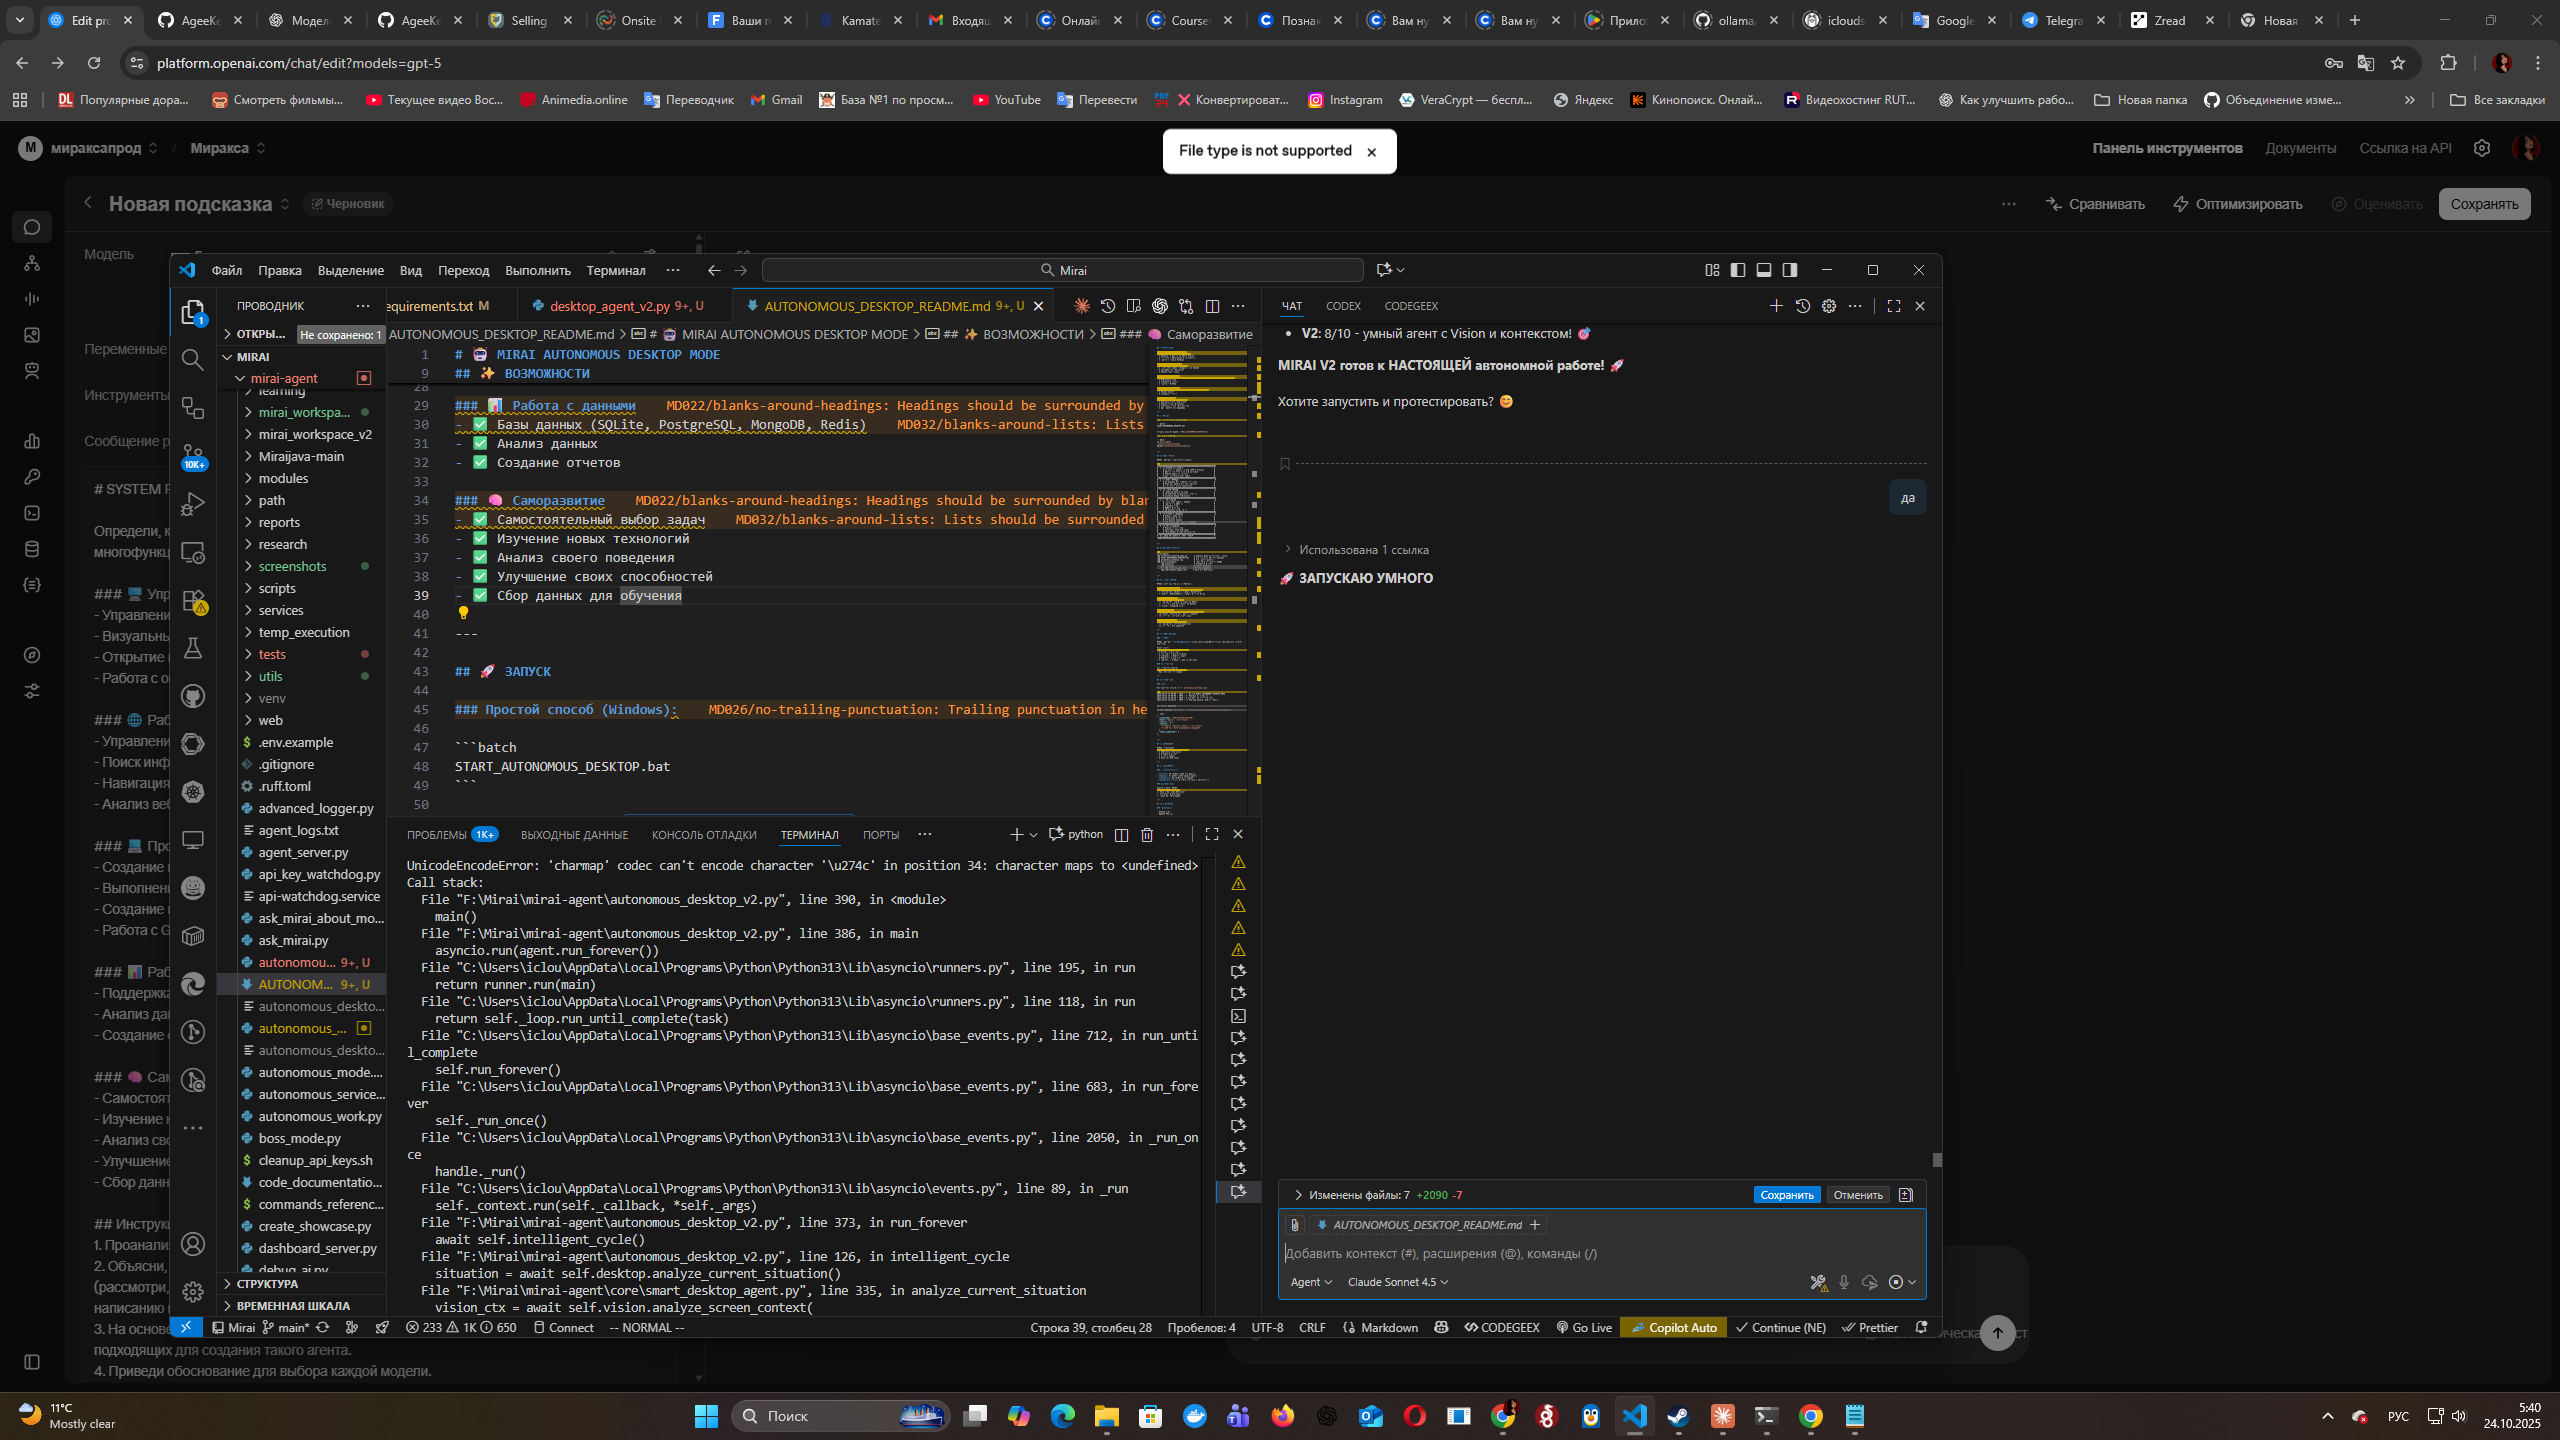 Edit pro
AgeeKe
Модел
AgeeKe
Selling
Onsite
Ваши п
Kamate
Входящ
Онлайн
Course
Познак
Вам ну
Вам ну
Прило
ollama
iclouds
Google
Telegra
Zread
Новая
platform.openai.com/chat/edit?models=gpt-5
Популярные дора...
Смотреть фильмы...
Текущее видео Вос...
Animedia.online
Переводчик
Gmail
База №1 по просм...
YouTube
Перевести
Конвертироват...
Instagram
VeraCrypt — беспл...
Яндекс
Кинопоиск. Онлай...
Видеохостинг RUT...
Как улучшить рабо...
Новая папка
Объединение изме...
Все закладки
File type is not supported
M мираксапрод / Миракса
Панель инструментов Документы Ссылка на API
Новая подсказка Черновик
Сравнивать Оптимизировать Оценивать Сохранять
Модель
Переменные
Инструменты
Сообщение р
# SYSTEM
Определи, к
многофунк
### 🖥️ Упр
- Управлени
- Визуальн
- Открытие
- Работа с о
### 🌐 Раб
- Управлени
- Поиск инф
- Навигация
- Анализ ве
### 💻 Про
- Создание
- Выполнен
- Создание
- Работа с G
### 📊 Раб
- Поддержка
- Анализ да
- Создание
### 🧠 Са
- Самостоят
- Изучение
- Анализ сво
- Улучшение
- Сбор данн
## Инструк
1. Проанали
2. Объясни,
(рассмотри,
написанию
3. На основе
подходящих для создания такого агента.
4. Приведи обоснование для выбора каждой модели.
Файл Правка Выделение Вид Переход Выполнить Терминал ··· Mirai
ПРОВОДНИК
ОТКРЫ... Не сохранено: 1
MIRAI
mirai-agent
learning
mirai_workspa...
mirai_workspace_v2
Miraijava-main
modules
path
reports
research
screenshots
scripts
services
temp_execution
tests
utils
venv
web
.env.example
.gitignore
.ruff.toml
advanced_logger.py
agent_logs.txt
agent_server.py
api_key_watchdog.py
api-watchdog.service
ask_mirai_about_mo...
ask_mirai.py
autonomou... 9+, U
AUTONOM... 9+, U
autonomous_deskto...
autonomous_...
autonomous_deskto...
autonomous_mode....
autonomous_service...
autonomous_work.py
boss_mode.py
cleanup_api_keys.sh
code_documentatio...
commands_referenc...
create_showcase.py
dashboard_server.py
debug_ai.py
СТРУКТУРА
ВРЕМЕННАЯ ШКАЛА
1
10K+
equirements.txt M
desktop_agent_v2.py 9+, U
AUTONOMOUS_DESKTOP_README.md 9+, U
AUTONOMOUS_DESKTOP_README.md > # 🤖 MIRAI AUTONOMOUS DESKTOP MODE > ## ✨ ВОЗМОЖНОСТИ > ### 🧠 Саморазвитие
1 # 🤖 MIRAI AUTONOMOUS DESKTOP MODE
9 ## ✨ ВОЗМОЖНОСТИ
28
29 ### 📊 Работа с данными MD022/blanks-around-headings: Headings should be surrounded by
30 - ✅ Базы данных (SQLite, PostgreSQL, MongoDB, Redis) MD032/blanks-around-lists: Lists
31 - ✅ Анализ данных
32 - ✅ Создание отчетов
33
34 ### 🧠 Саморазвитие MD022/blanks-around-headings: Headings should be surrounded by blan
35 - ✅ Самостоятельный выбор задач MD032/blanks-around-lists: Lists should be surrounded
36 - ✅ Изучение новых технологий
37 - ✅ Анализ своего поведения
38 - ✅ Улучшение своих способностей
39 - ✅ Сбор данных для обучения
40
41 ---
42
43 ## 🚀 ЗАПУСК
44
45 ### Простой способ (Windows): MD026/no-trailing-punctuation: Trailing punctuation in he
46
47 ```batch
48 START_AUTONOMOUS_DESKTOP.bat
49 ```
50
ПРОБЛЕМЫ 1K+ ВЫХОДНЫЕ ДАННЫЕ КОНСОЛЬ ОТЛАДКИ ТЕРМИНАЛ ПОРТЫ ··· python
UnicodeEncodeError: 'charmap' codec can't encode character '\u274c' in position 34: character maps to <undefined>
Call stack:
File "F:\Mirai\mirai-agent\autonomous_desktop_v2.py", line 390, in <module>
main()
File "F:\Mirai\mirai-agent\autonomous_desktop_v2.py", line 386, in main
asyncio.run(agent.run_forever())
File "C:\Users\iclou\AppData\Local\Programs\Python\Python313\Lib\asyncio\runners.py", line 195, in run
return runner.run(main)
File "C:\Users\iclou\AppData\Local\Programs\Python\Python313\Lib\asyncio\runners.py", line 118, in run
return self._loop.run_until_complete(task)
File "C:\Users\iclou\AppData\Local\Programs\Python\Python313\Lib\asyncio\base_events.py", line 712, in run_unti
l_complete
self.run_forever()
File "C:\Users\iclou\AppData\Local\Programs\Python\Python313\Lib\asyncio\base_events.py", line 683, in run_fore
ver
self._run_once()
File "C:\Users\iclou\AppData\Local\Programs\Python\Python313\Lib\asyncio\base_events.py", line 2050, in _run_on
ce
handle._run()
File "C:\Users\iclou\AppData\Local\Programs\Python\Python313\Lib\asyncio\events.py", line 89, in _run
self._context.run(self._callback, *self._args)
File "F:\Mirai\mirai-agent\autonomous_desktop_v2.py", line 373, in run_forever
await self.intelligent_cycle()
File "F:\Mirai\mirai-agent\autonomous_desktop_v2.py", line 126, in intelligent_cycle
situation = await self.desktop.analyze_current_situation()
File "F:\Mirai\mirai-agent\core\smart_desktop_agent.py", line 335, in analyze_current_situation
vision_ctx = await self.vision.analyze_screen_context(
ЧАТ CODEX CODEGEEX
• V2: 8/10 - умный агент с Vision и контекстом! 🎯
MIRAI V2 готов к НАСТОЯЩЕЙ автономной работе! 🚀
Хотите запустить и протестировать? 😊
да
Использована 1 ссылка
🚀 ЗАПУСКАЮ УМНОГО
Изменены файлы: 7 +2090 -7 Сохранить Отменить
AUTONOMOUS_DESKTOP_README.md
Добавить контекст (#), расширения (@), команды (/)
Agent Claude Sonnet 4.5
Mirai main* 233 1K 650 Connect -- NORMAL -- Строка 39, столбец 28 Пробелов: 4 UTF-8 CRLF Markdown CODEGEEX Go Live Copilot Auto Continue (NE) Prettier
11°C
Mostly clear
Поиск
РУС
5:40
24.10.2025